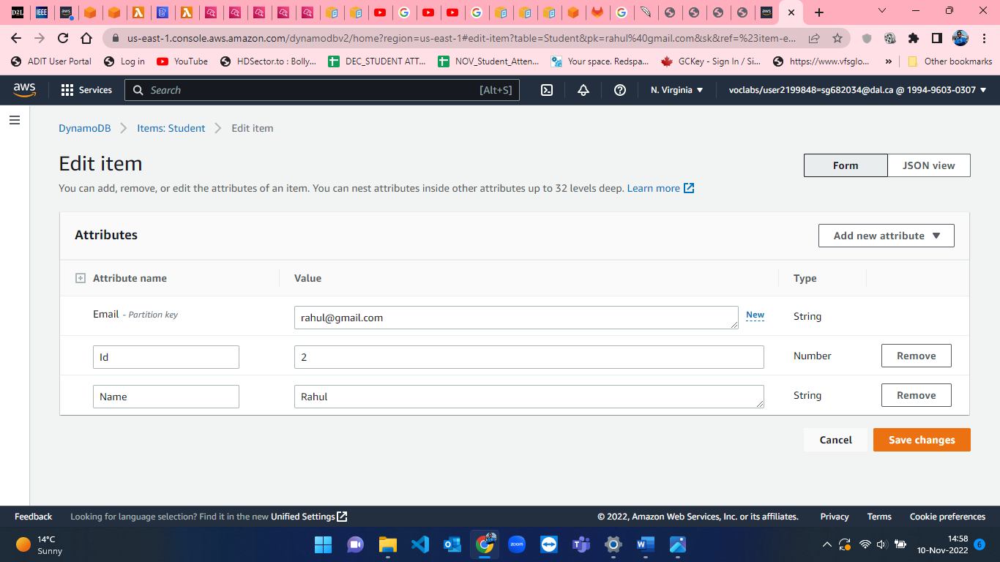 D2L IEEE aws aws
us-east-1.console.aws.amazon.com/dynamodbv2/home?region=us-east-1#edit-item?table=Student&pk=rahul%40gmail.com&sk&ref=%23item-e...
ADIT User Portal Log in YouTube HDSector.to : Bolly... DEC_STUDENT ATT... NOV_Student_Atten... Your space. Redspa... GCKey - Sign In / Si... https://www.vfsglo... » Other bookmarks
aws Services Search [Alt+S] N. Virginia voclabs/user2199848=sg682034@dal.ca @ 1994-9603-0307
DynamoDB Items: Student Edit item
Edit item
Form JSON view
You can add, remove, or edit the attributes of an item. You can nest attributes inside other attributes up to 32 levels deep. Learn more
Attributes
Add new attribute
Attribute name Value Type
Email - Partition key rahul@gmail.com New String
Id 2 Number Remove
Name Rahul String Remove
Cancel Save changes
Feedback Looking for language selection? Find it in the new Unified Settings © 2022, Amazon Web Services, Inc. or its affiliates. Privacy Terms Cookie preferences
14°C
Sunny
zoom
14:58
10-Nov-2022 6